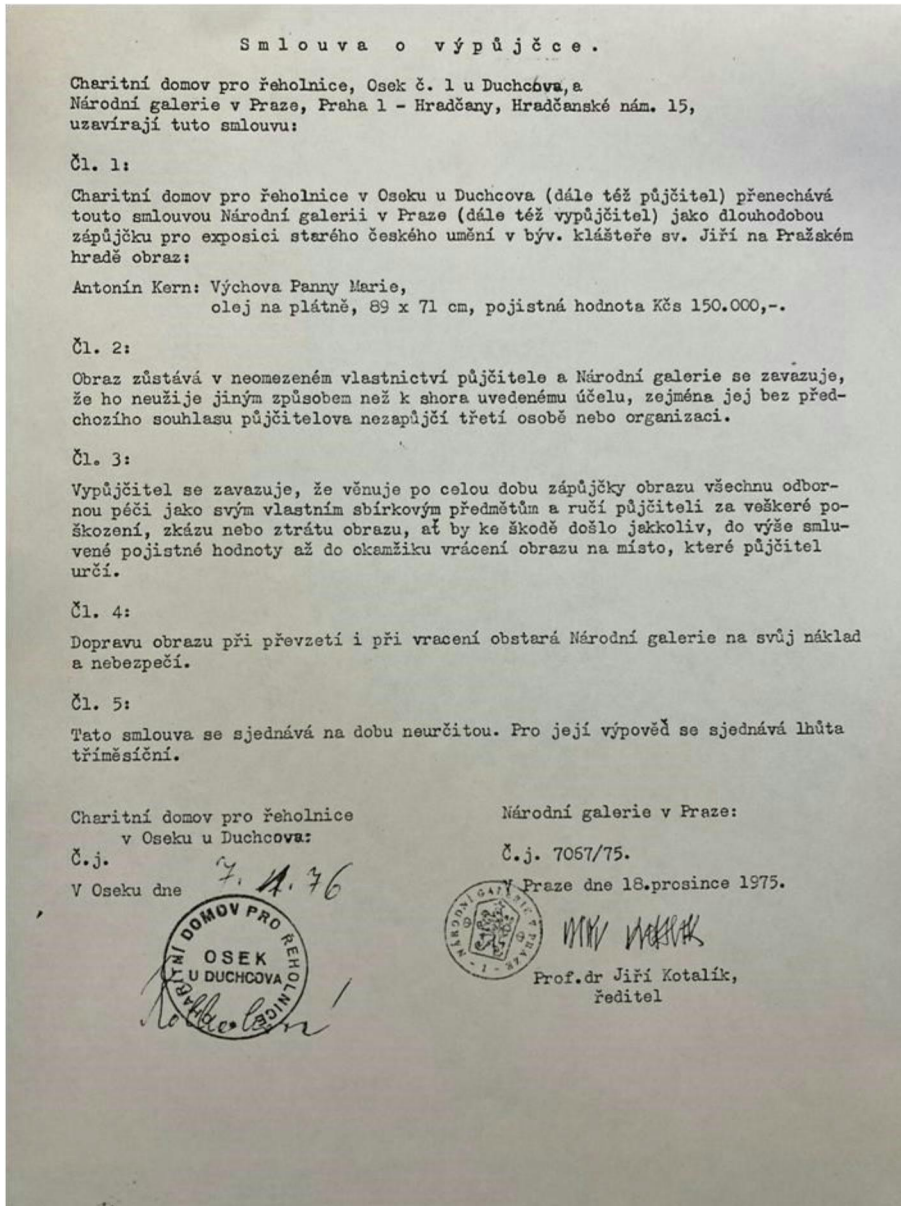 Smlouva o výpůjčce.
Charitní domov pro řeholnice, Osek č. 1 u Duchcova, a
Národní galerie v Praze, Praha 1 - Hradčany, Hradčanské nám. 15,
uzavírají tuto smlouvu:
Čl. 1:
Charitní domov pro řeholnice v Oseku u Duchcova (dále též půjčitel) přenechává
touto smlouvou Národní galerii v Praze (dále též vypůjčitel) jako dlouhodobou
zápůjčku pro exposici starého českého umění v býv. klášteře sv. Jiří na Pražském
hradě obraz:
Antonín Kern: Výchova Panny Marie,
olej na plátně, 89 x 71 cm, pojistná hodnota Kčs 150.000,-.
Čl. 2:
Obraz zůstává v neomezeném vlastnictví půjčitele a Národní galerie se zavazuje,
že ho neužije jiným způsobem než k shora uvedenému účelu, zejména jej bez před-
chozího souhlasu půjčitelova nezapůjčí třetí osobě nebo organizaci.
Čl. 3:
Vypůjčitel se zavazuje, že věnuje po celou dobu zápůjčky obrazu všechnu odbor-
nou péči jako svým vlastním sbírkovým předmětům a ručí půjčiteli za veškeré po-
škození, zkázu nebo ztrátu obrazu, ať by ke škodě došlo jakkoliv, do výše smlu-
vené pojistné hodnoty až do okamžiku vrácení obrazu na místo, které půjčitel
určí.
Čl. 4:
Dopravu obrazu při převzetí i při vracení obstará Národní galerie na svůj náklad
a nebezpečí.
Čl. 5:
Tato smlouva se sjednává na dobu neurčitou. Pro její výpověď se sjednává lhůta
tříměsíční.
Charitní domov pro řeholnice
v Oseku u Duchcova:
Č.j.
V Oseku dne 7. 76
CHARITNÍ DOMOV PRO ŘEHOLNICE
OSEK
U DUCHCOVA
Národní galerie v Praze:
Č.j. 7067/75.
V Praze dne 18.prosince 1975.
NÁRODNÍ GALERIE V PRAZE - 1 -
Prof.dr Jiří Kotalík,
ředitel